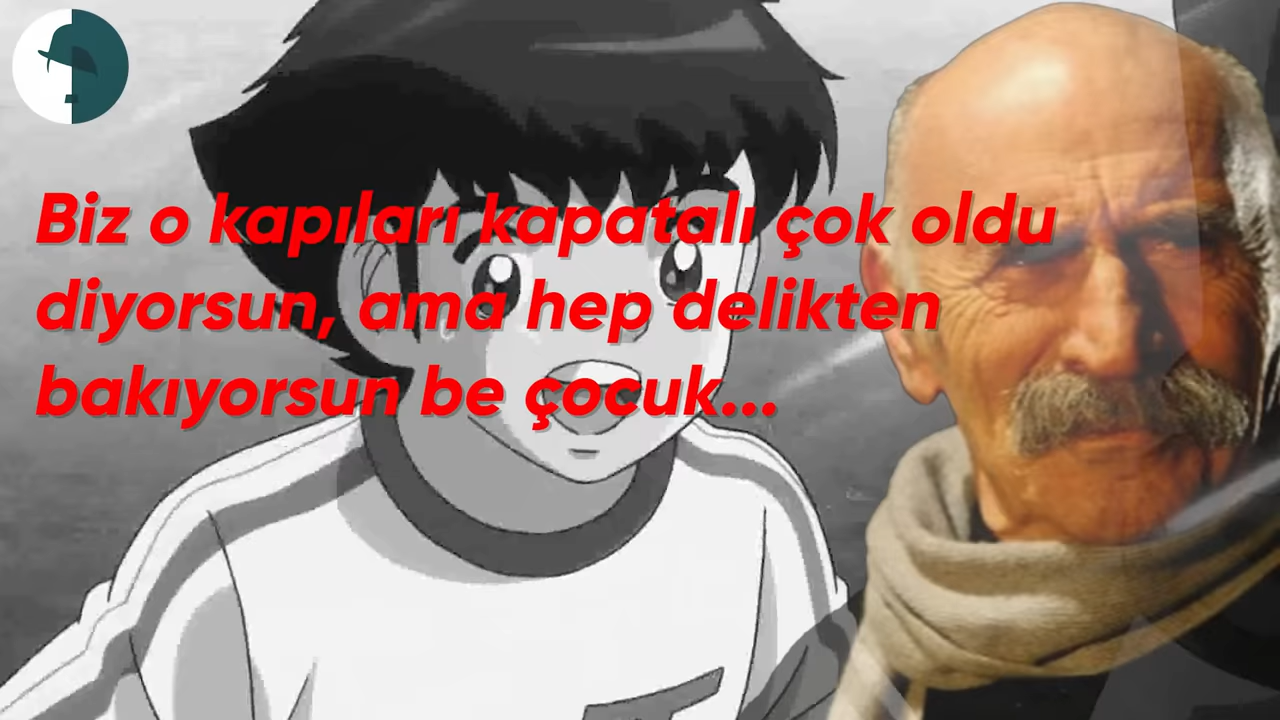 Biz o kapıları kapatalı çok oldu
diyorsun, ama hep delikten
bakıyorsun be çocuk...